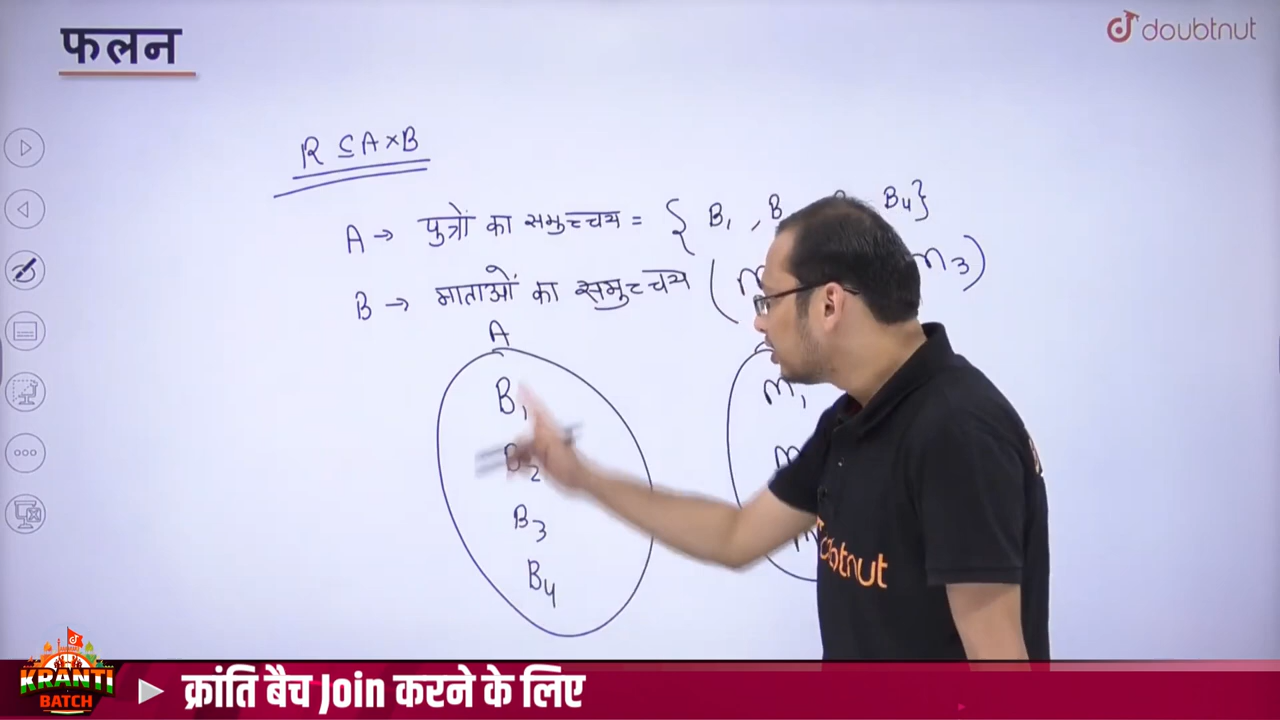 फलन
doubtnut
R ⊆ A × B
A → पुत्रों का समुच्चय = { B₁ , B B₄ }
B → माताओं का समुच्चय ( m m₃ )
A
B₁ m₁
B₂ m
B₃ m
B₄
doubtnut
KRANTI
BATCH
क्रांति बैच Join करने के लिए